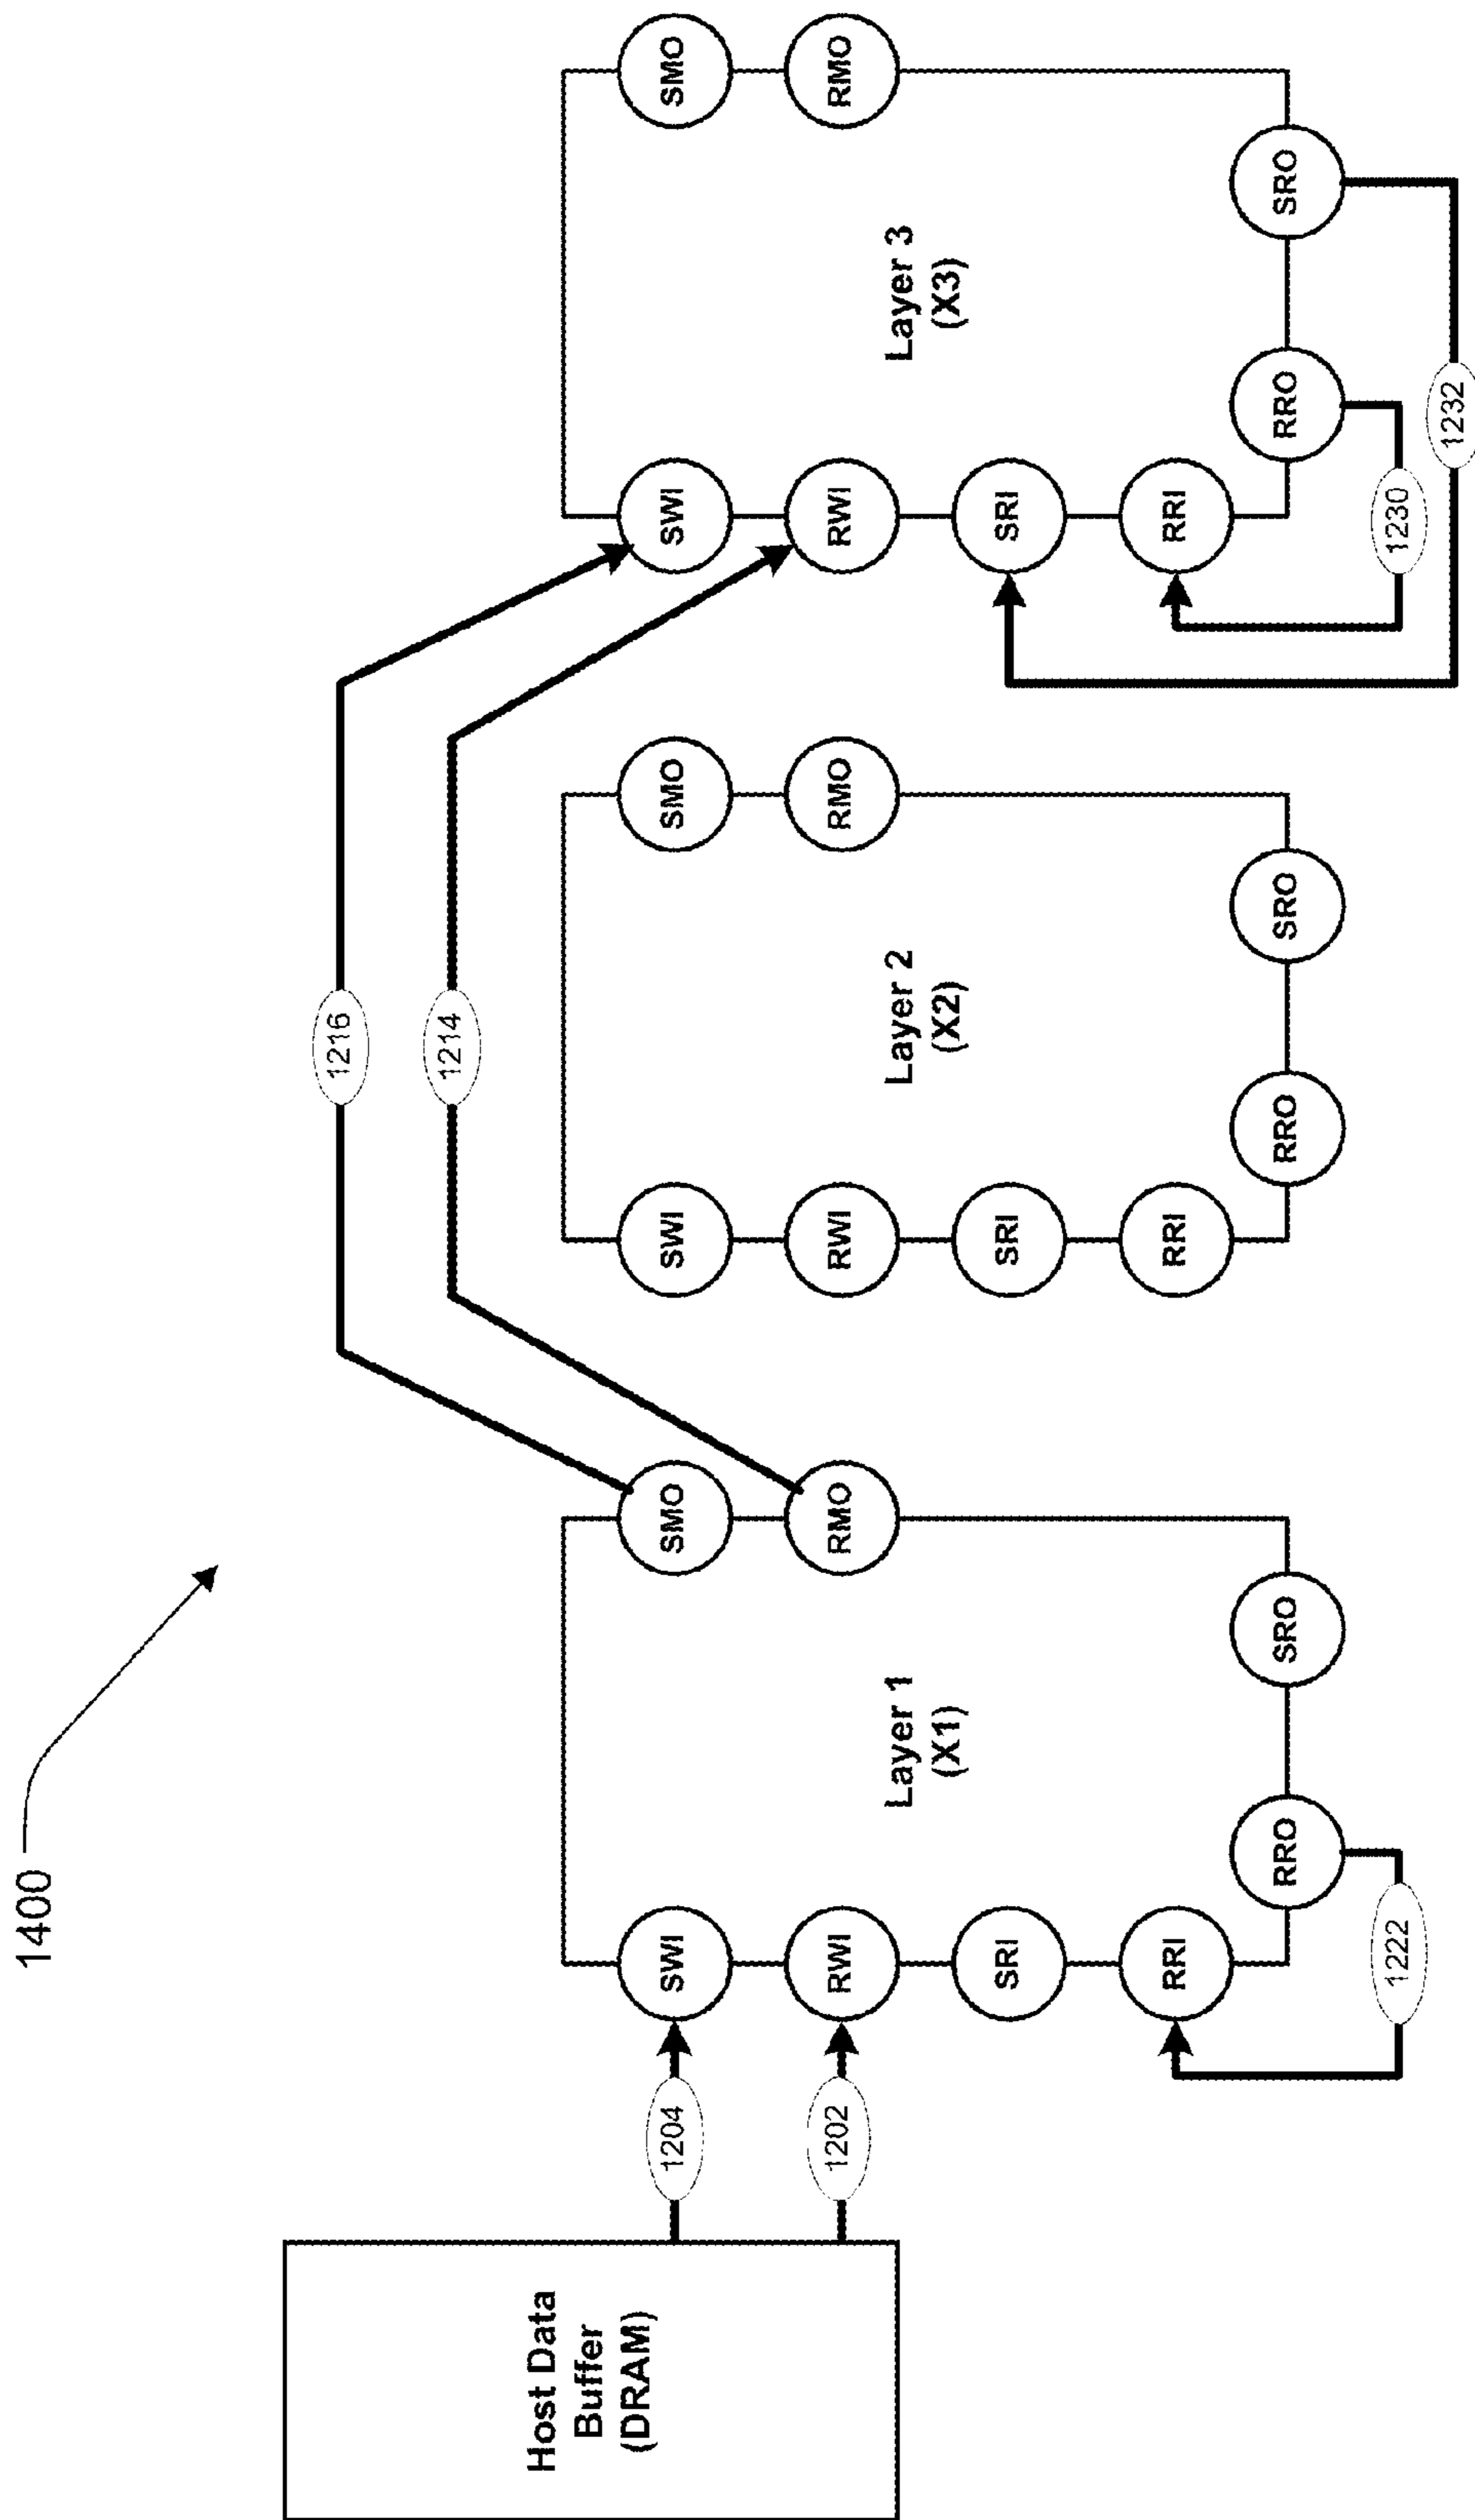 1400
Host Data
Buffer
(DRAM)
1204
1202
SWI
RWI
SRI
RRI
Layer 1
(X1)
SMO
RMO
RRO
SRO
1222
1216
1214
SWI
RWI
SRI
RRI
Layer 2
(X2)
SMO
RMO
RRO
SRO
SWI
RWI
SRI
RRI
Layer 3
(X3)
SMO
RMO
RRO
SRO
1230
1232